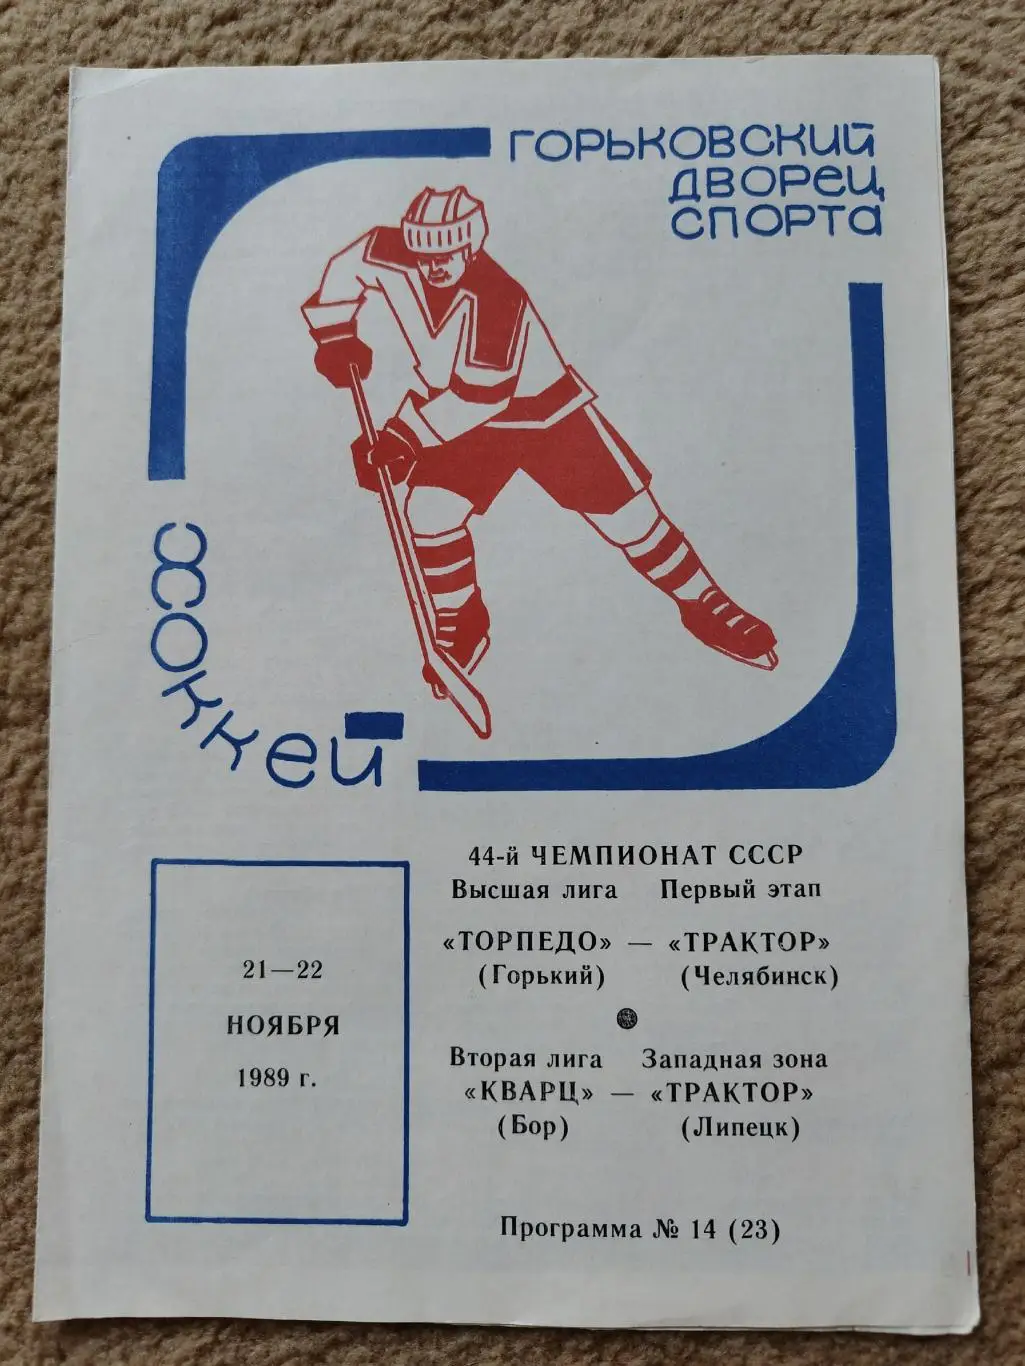 ГОРЬКОВСКИЙ
ДВОРЕЦ
СПОРТА
ХОККЕЙ
21—22
НОЯБРЯ
1989 г.
44-й ЧЕМПИОНАТ СССР
Высшая лига Первый этап
«ТОРПЕДО» — «ТРАКТОР»
(Горький) (Челябинск)
Вторая лига Западная зона
«КВАРЦ» — «ТРАКТОР»
(Бор) (Липецк)
Программа № 14 (23)